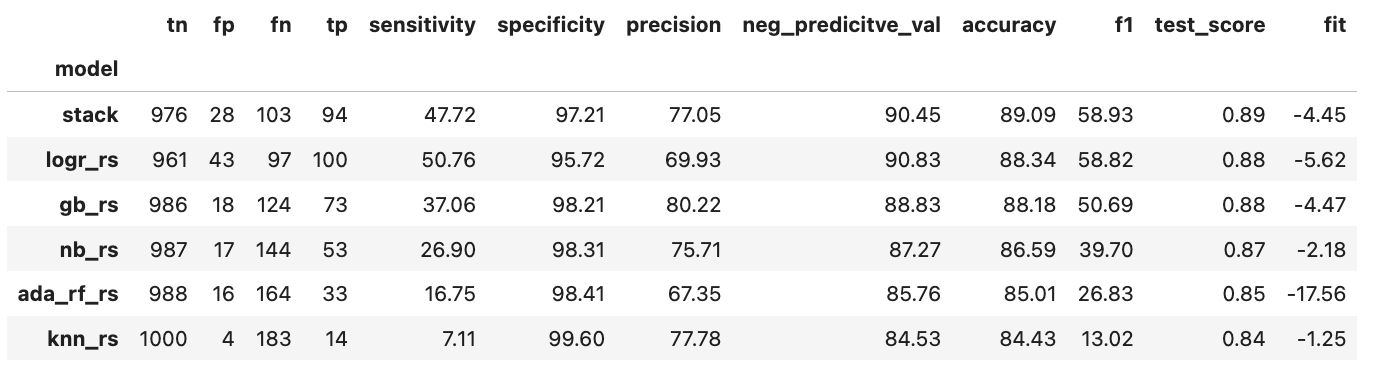 tn fp fn tp sensitivity specificity precision neg_predicitve_val accuracy f1 test_score fit
model
stack 976 28 103 94 47.72 97.21 77.05 90.45 89.09 58.93 0.89 -4.45
logr_rs 961 43 97 100 50.76 95.72 69.93 90.83 88.34 58.82 0.88 -5.62
gb_rs 986 18 124 73 37.06 98.21 80.22 88.83 88.18 50.69 0.88 -4.47
nb_rs 987 17 144 53 26.90 98.31 75.71 87.27 86.59 39.70 0.87 -2.18
ada_rf_rs 988 16 164 33 16.75 98.41 67.35 85.76 85.01 26.83 0.85 -17.56
knn_rs 1000 4 183 14 7.11 99.60 77.78 84.53 84.43 13.02 0.84 -1.25